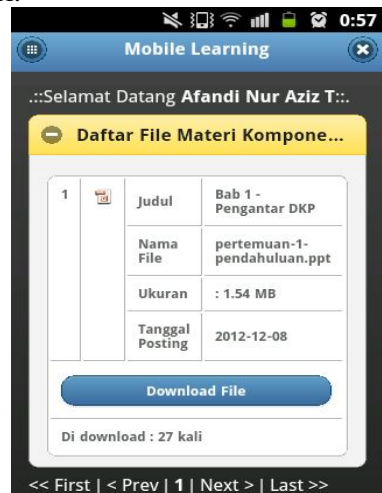 0:57
Mobile Learning
.::Selamat Datang Afandi Nur Aziz T::.
Daftar File Materi Kompone...
1
Judul
Bab 1 -
Pengantar DKP
Nama
File
pertemuan-1-
pendahuluan.ppt
Ukuran
: 1.54 MB
Tanggal
Posting
2012-12-08
Download File
Di download : 27 kali
<< First | < Prev | 1 | Next > | Last >>